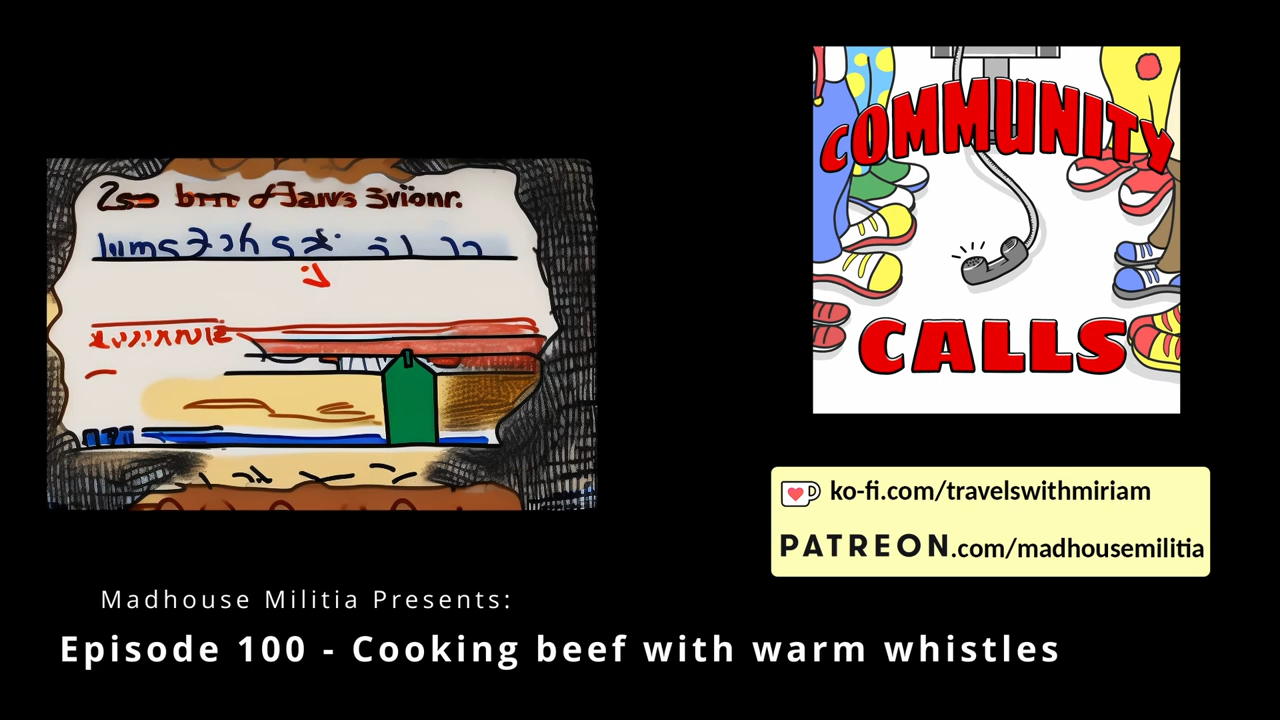 COMMUNITY
CALLS
ko-fi.com/travelswithmiriam
PATREON.com/madhousemilitia
Madhouse Militia Presents:
Episode 100 - Cooking beef with warm whistles